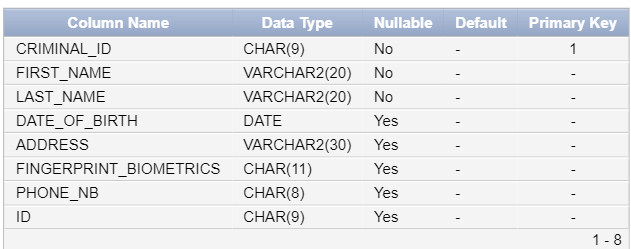 Column Name Data Type Nullable Default Primary Key
CRIMINAL_ID CHAR(9) No - 1
FIRST_NAME VARCHAR2(20) No - -
LAST_NAME VARCHAR2(20) No - -
DATE_OF_BIRTH DATE Yes - -
ADDRESS VARCHAR2(30) Yes - -
FINGERPRINT_BIOMETRICS CHAR(11) Yes - -
PHONE_NB CHAR(8) Yes - -
ID CHAR(9) Yes - -
1 - 8